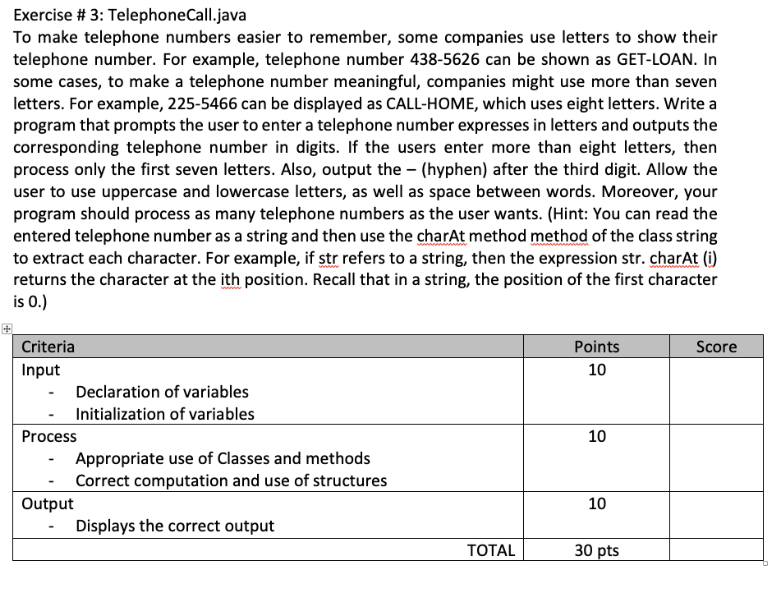 Exercise # 3: TelephoneCall.java
To make telephone numbers easier to remember, some companies use letters to show their
telephone number. For example, telephone number 438-5626 can be shown as GET-LOAN. In
some cases, to make a telephone number meaningful, companies might use more than seven
letters. For example, 225-5466 can be displayed as CALL-HOME, which uses eight letters. Write a
program that prompts the user to enter a telephone number expresses in letters and outputs the
corresponding telephone number in digits. If the users enter more than eight letters, then
process only the first seven letters. Also, output the – (hyphen) after the third digit. Allow the
user to use uppercase and lowercase letters, as well as space between words. Moreover, your
program should process as many telephone numbers as the user wants. (Hint: You can read the
entered telephone number as a string and then use the charAt method method of the class string
to extract each character. For example, if str refers to a string, then the expression str. charAt (i)
returns the character at the ith position. Recall that in a string, the position of the first character
is 0.)
Criteria Points Score
Input 10
- Declaration of variables
- Initialization of variables
Process 10
- Appropriate use of Classes and methods
- Correct computation and use of structures
Output 10
- Displays the correct output
TOTAL 30 pts